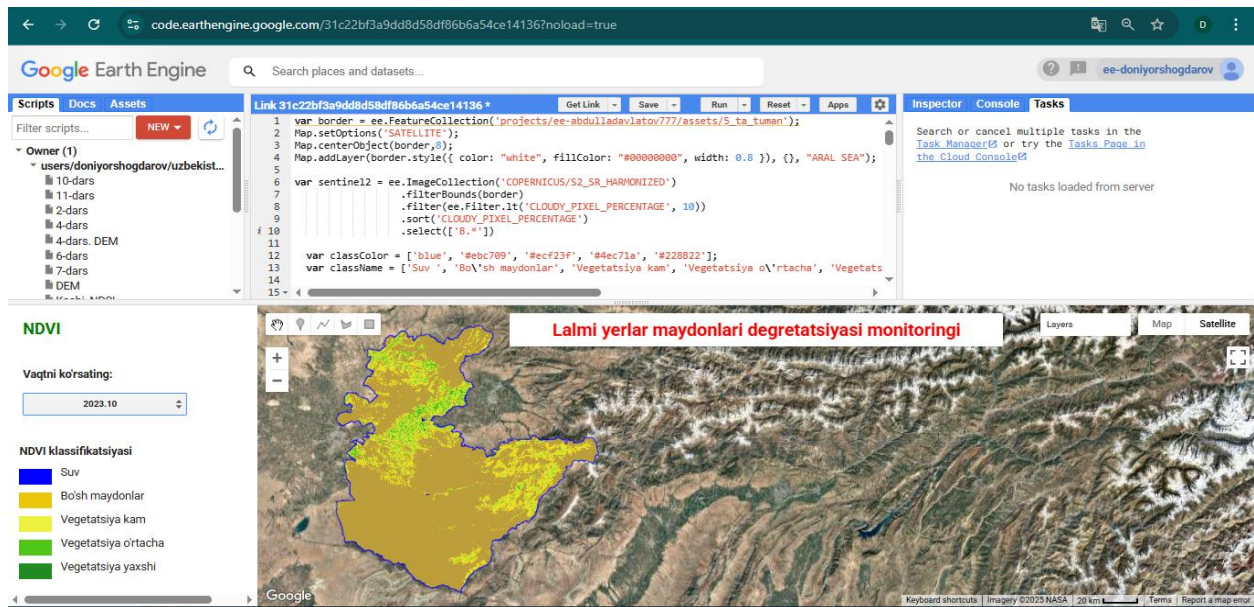 code.earthengine.google.com/31c22bf3a9dd8d58df86b6a54ce14136?noload=true
D
Google Earth Engine
Search places and datasets...
ee-doniyorshogdarov
Scripts Docs Assets
Filter scripts...
NEW
Owner (1)
users/doniyorshogdarov/uzbekist...
10-dars
11-dars
2-dars
4-dars
4-dars. DEM
6-dars
7-dars
DEM
Link 31c22bf3a9dd8d58df86b6a54ce14136 *
Get Link Save Run Reset Apps
1 var border = ee.FeatureCollection('projects/ee-abdulladavlatov777/assets/5_ta_tuman');
2 Map.setOptions('SATELLITE');
3 Map.centerObject(border,8);
4 Map.addLayer(border.style({ color: "white", fillColor: "#00000000", width: 0.8 }), {}, "ARAL SEA");
5
6 var sentinel2 = ee.ImageCollection('COPERNICUS/S2_SR_HARMONIZED')
7 .filterBounds(border)
8 .filter(ee.Filter.lt('CLOUDY_PIXEL_PERCENTAGE', 10))
9 .sort('CLOUDY_PIXEL_PERCENTAGE')
i 10 .select(['B.*'])
11
12 var classColor = ['blue', '#ebc709', '#ecf23f', '#4ec71a', '#228B22'];
13 var className = ['Suv ', 'Bo\'sh maydonlar', 'Vegetatsiya kam', 'Vegetatsiya o\'rtacha', 'Vegetats
14
15
Inspector Console Tasks
Search or cancel multiple tasks in the
Task Manager or try the Tasks Page in
the Cloud Console
No tasks loaded from server
NDVI
Vaqtni ko'rsating:
2023.10
NDVI klassifikatsiyasi
Suv
Bo'sh maydonlar
Vegetatsiya kam
Vegetatsiya o'rtacha
Vegetatsiya yaxshi
Lalmi yerlar maydonlari degretatsiyasi monitoringi
Layers
Map Satellite
+
−
Google
Keyboard shortcuts Imagery ©2025 NASA 20 km Terms Report a map error